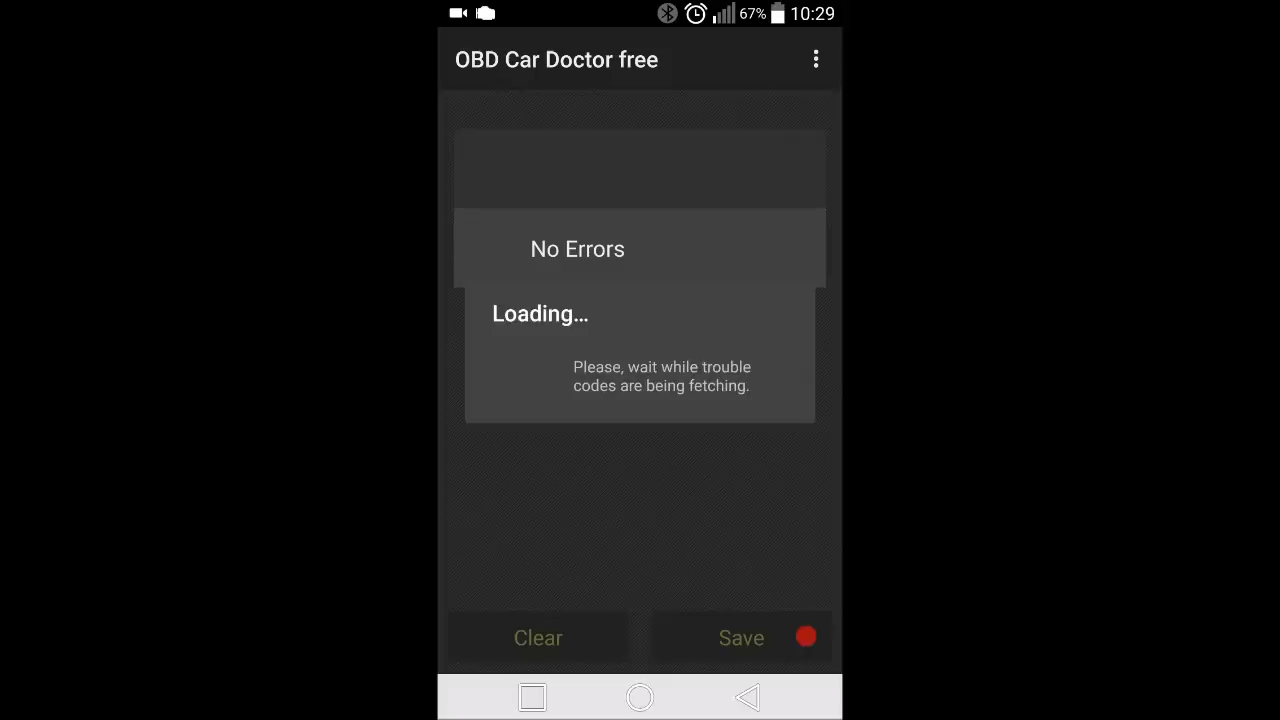 67% 10:29
OBD Car Doctor free
No Errors
Loading...
Please, wait while trouble
codes are being fetching.
Clear Save